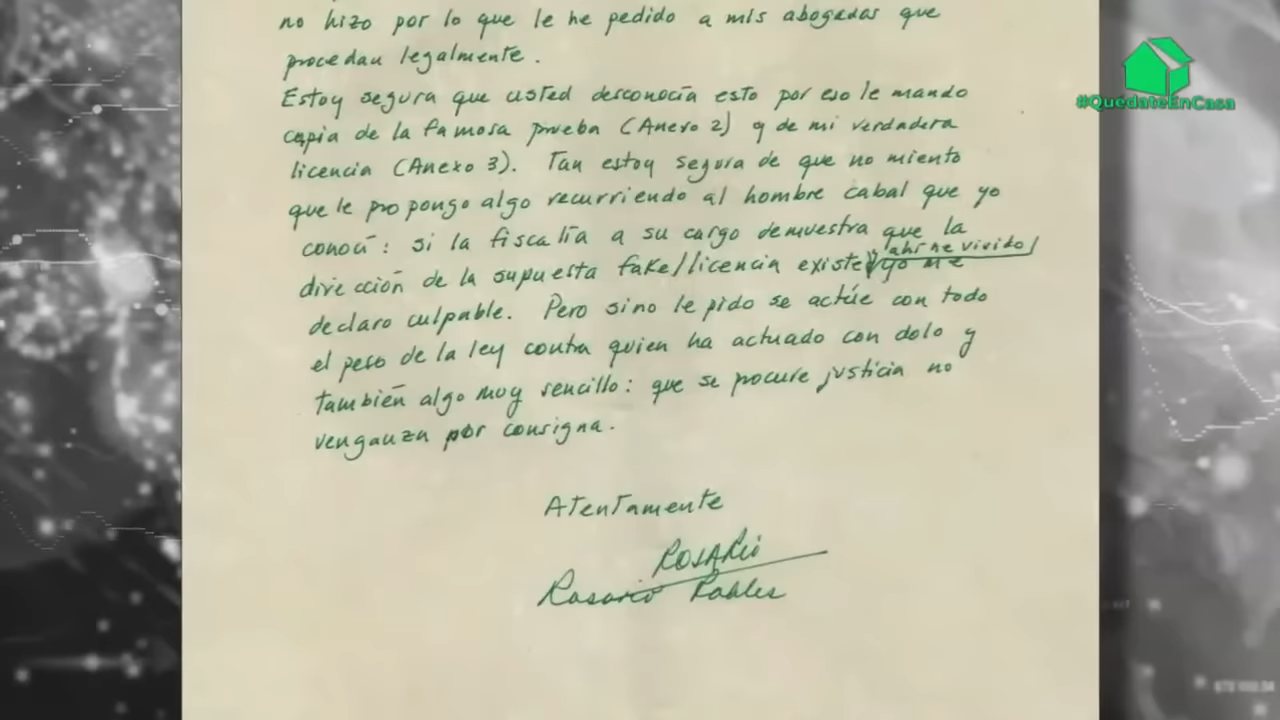 no hizo por lo que le he pedido a mis abogadas que
procedan legalmente.
Estoy segura que usted desconocía esto por eso le mando
copia de la famosa prueba (Anexo 2) y de mi verdadera
licencia (Anexo 3). Tan estoy segura de que no miento
que le propongo algo recurriendo al hombre cabal que yo
conocí: si la fiscalía a su cargo demuestra que la
ahí he vivido/
dirección de la supuesta fake/licencia existe yo me
declaro culpable. Pero sino le pido se actúe con todo
el peso de la ley contra quien ha actuado con dolo y
también algo muy sencillo: que se procure justicia no
venganza por consigna.
Atentamente
ROSARIO
Rosario Robles
#QuédateEnCasa